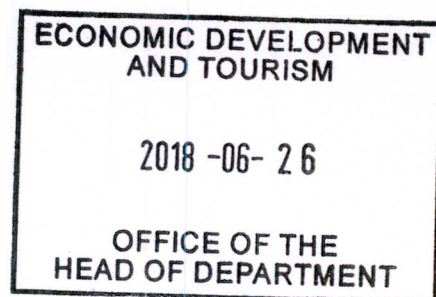 ECONOMIC DEVELOPMENT
AND TOURISM
2018 -06- 26
OFFICE OF THE
HEAD OF DEPARTMENT